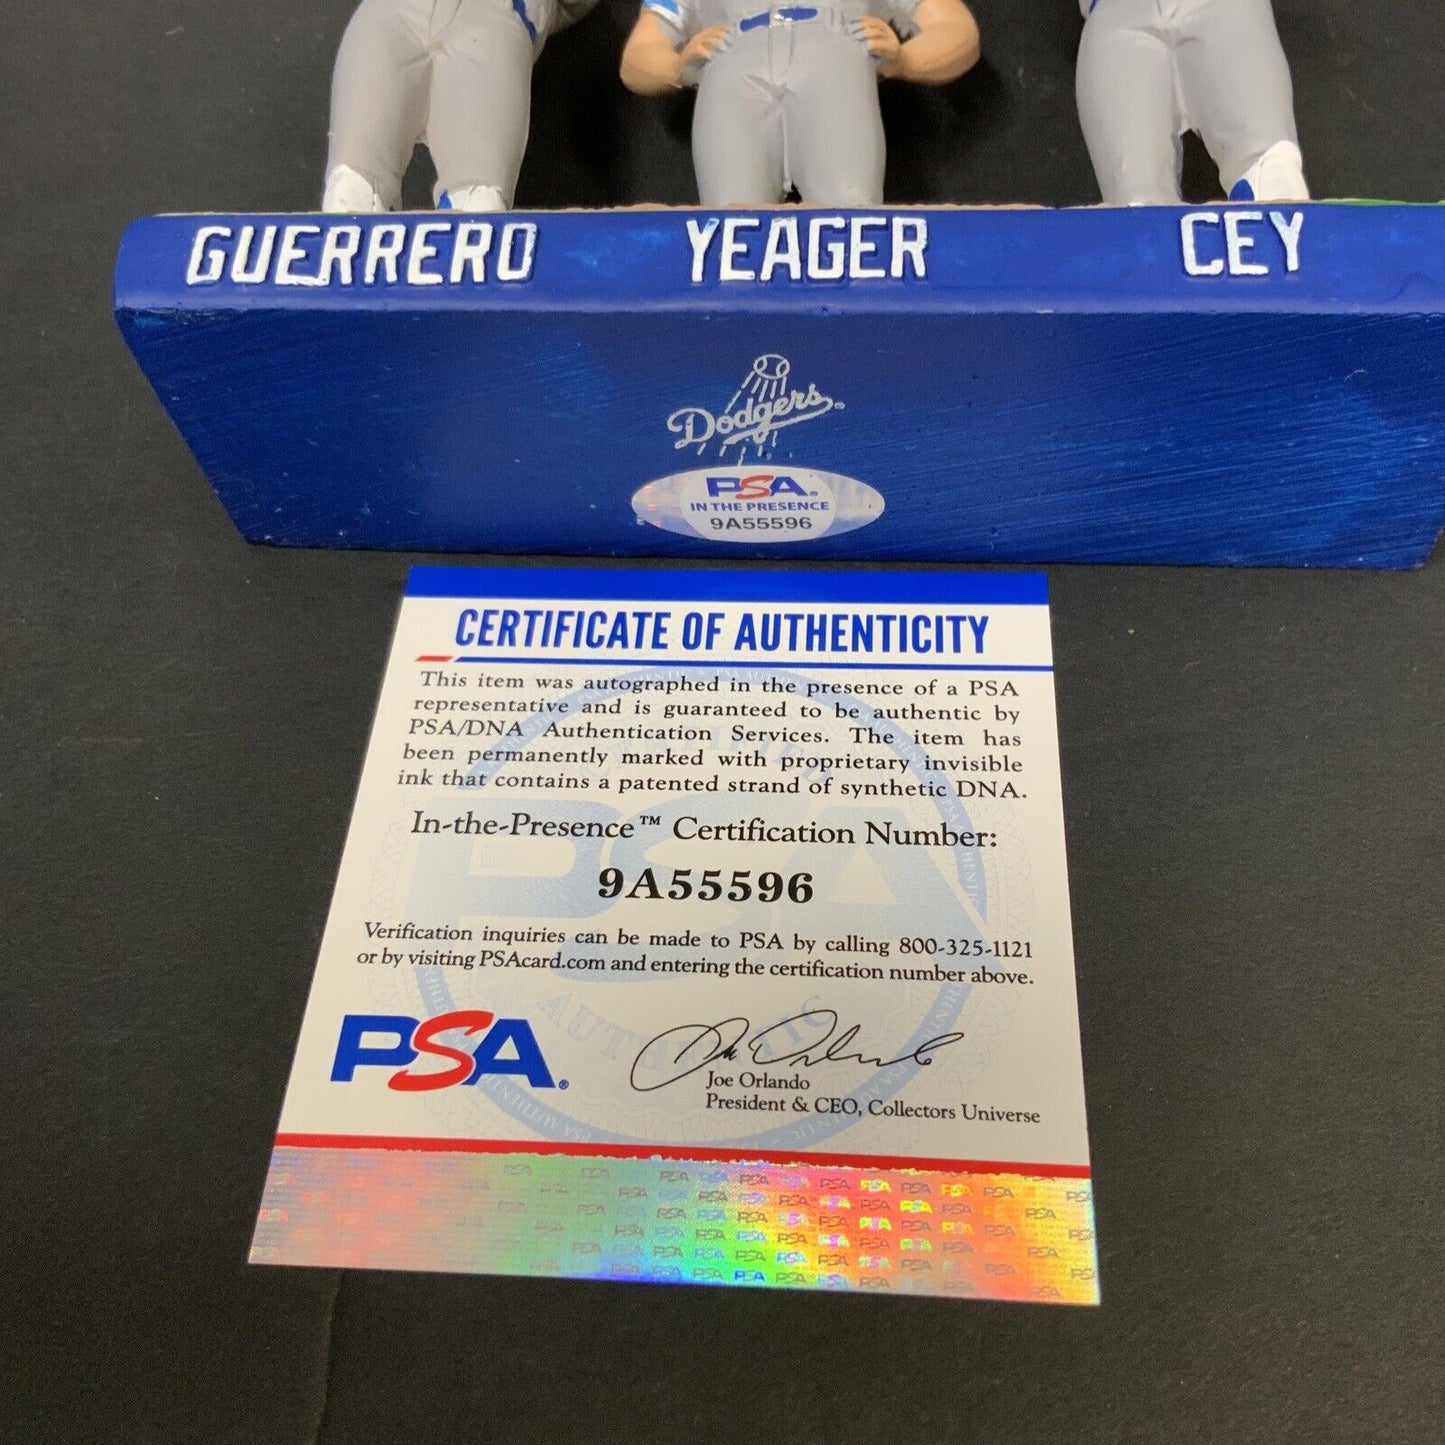 GUERRERO YEAGER CEY
Dodgers
PSA
IN THE PRESENCE
9A55596
CERTIFICATE OF AUTHENTICITY
This item was autographed in the presence of a PSA
representative and is guaranteed to be authentic by
PSA/DNA Authentication Services. The item has
been permanently marked with proprietary invisible
ink that contains a patented strand of synthetic DNA.
In-the-Presence™ Certification Number:
9A55596
Verification inquiries can be made to PSA by calling 800-325-1121
or by visiting PSAcard.com and entering the certification number above.
PSA
Joe Orlando
President & CEO, Collectors Universe